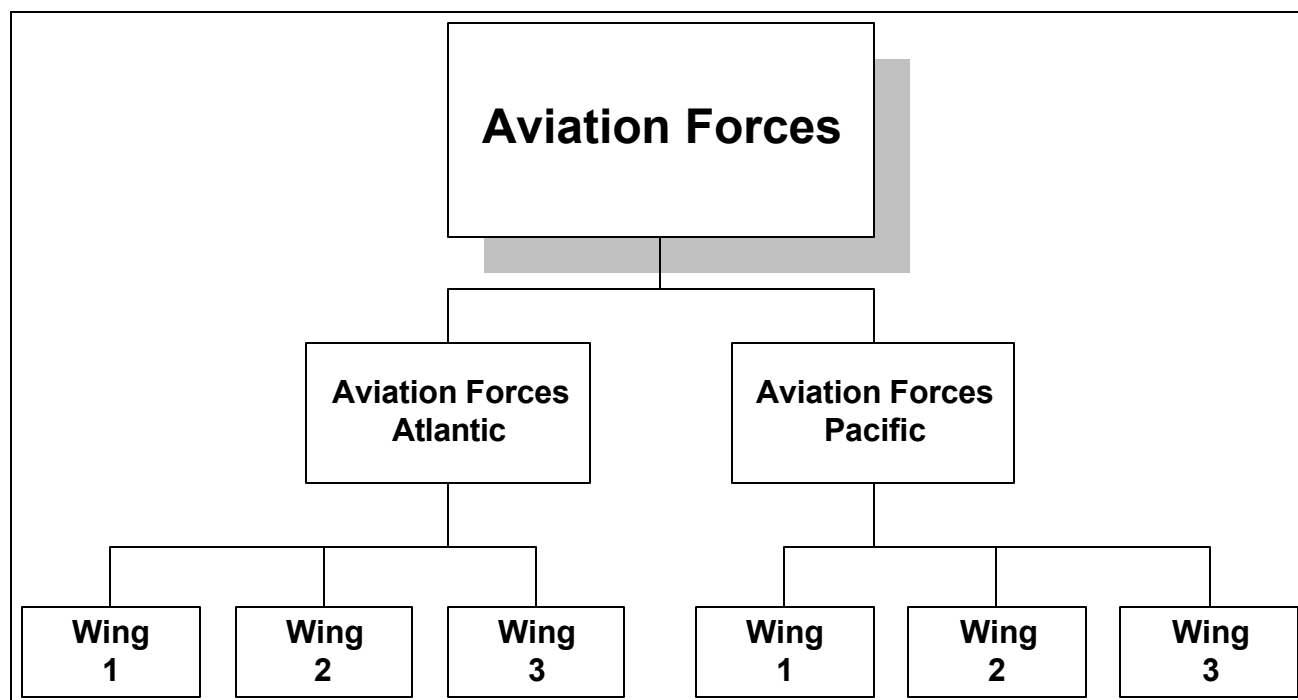 Aviation Forces
Aviation Forces
Atlantic
Aviation Forces
Pacific
Wing
1
Wing
2
Wing
3
Wing
1
Wing
2
Wing
3